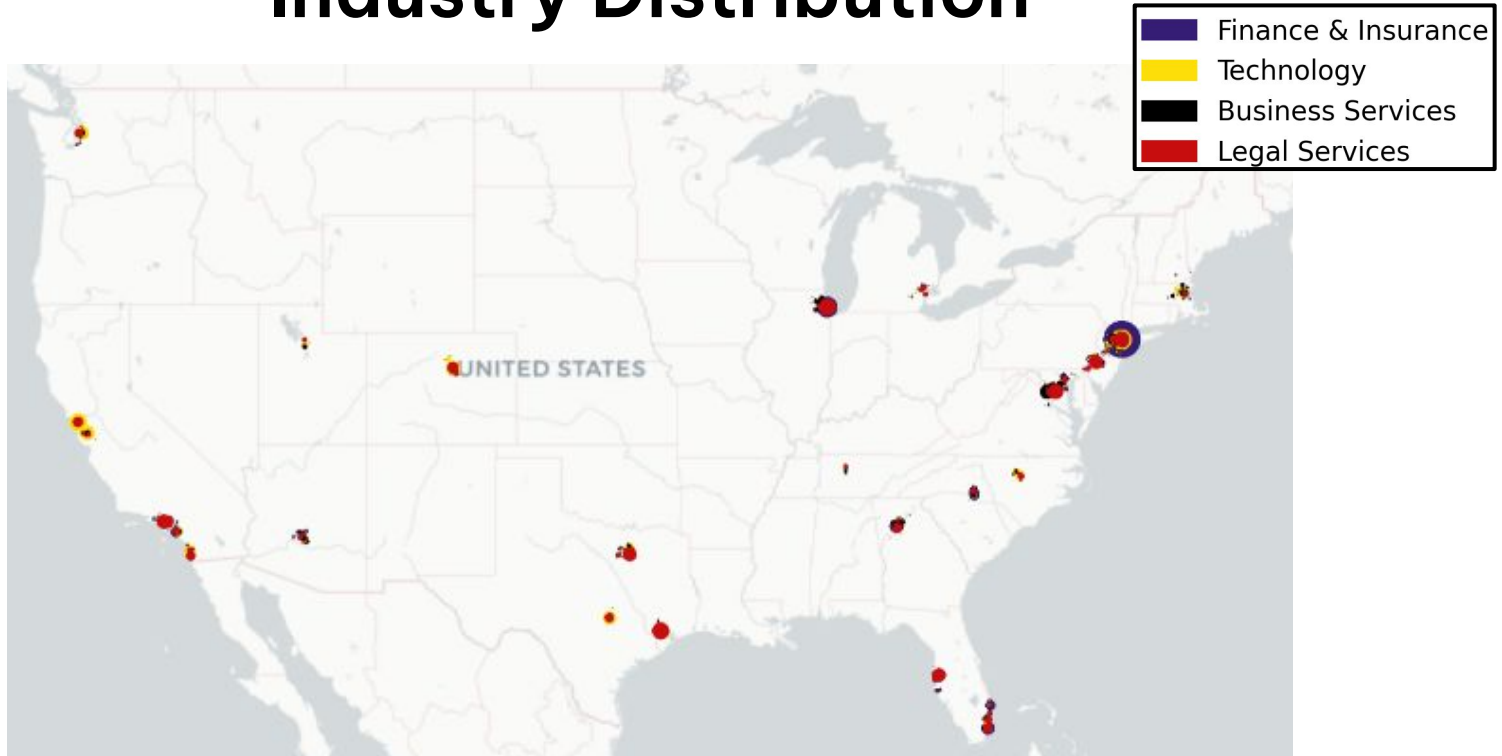 Industry Distribution
Finance & Insurance
Technology
Business Services
Legal Services
UNITED STATES